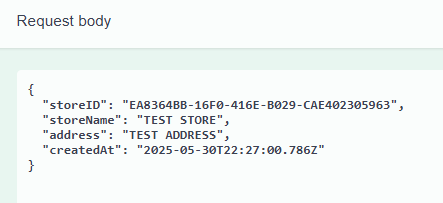 Request body
{
"storeID": "EA8364BB-16F0-416E-B029-CAE402305963",
"storeName": "TEST STORE",
"address": "TEST ADDRESS",
"createdAt": "2025-05-30T22:27:00.786Z"
}